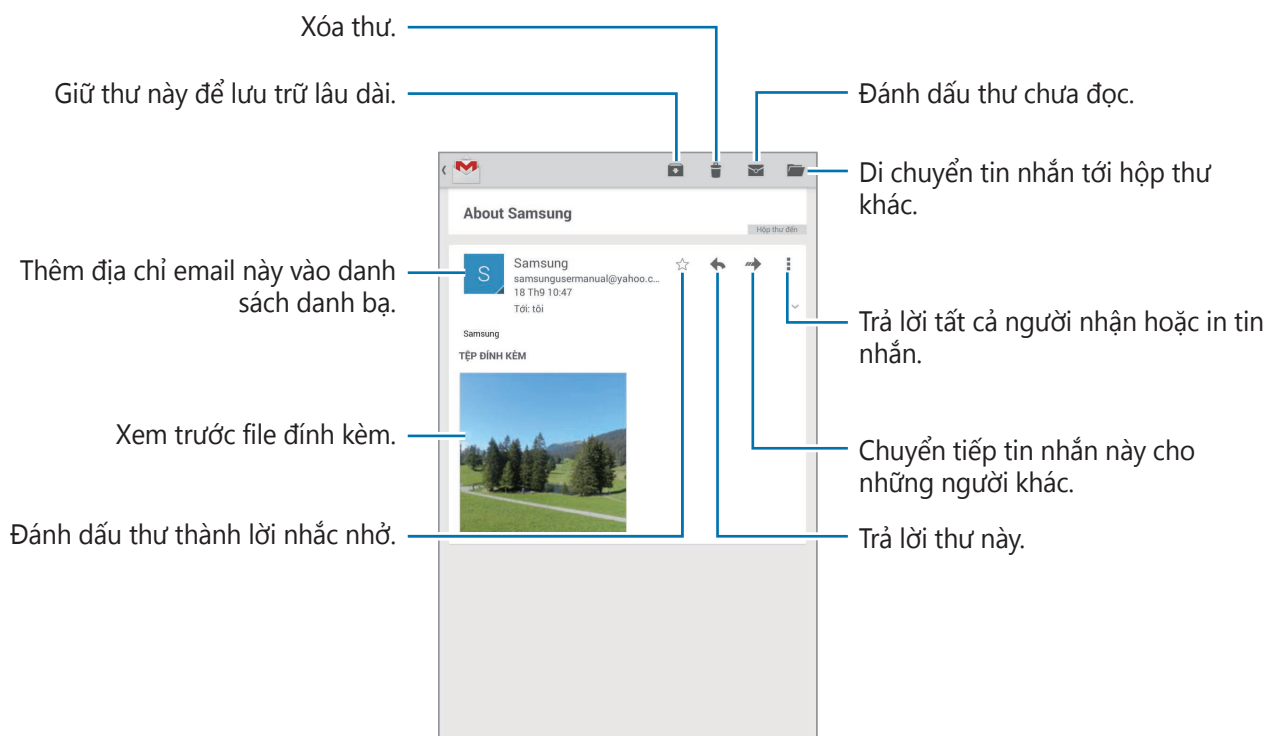 Xóa thư.
Giữ thư này để lưu trữ lâu dài.
Đánh dấu thư chưa đọc.
Di chuyển tin nhắn tới hộp thư
khác.
About Samsung
Hộp thư đến
Thêm địa chỉ email này vào danh
sách danh bạ.
S
Samsung
samsungusermanual@yahoo.c...
18 Th9 10:47
Tới: tôi
Trả lời tất cả người nhận hoặc in tin
nhắn.
Samsung
TỆP ĐÍNH KÈM
Xem trước file đính kèm.
Chuyển tiếp tin nhắn này cho
những người khác.
Đánh dấu thư thành lời nhắc nhở.
Trả lời thư này.